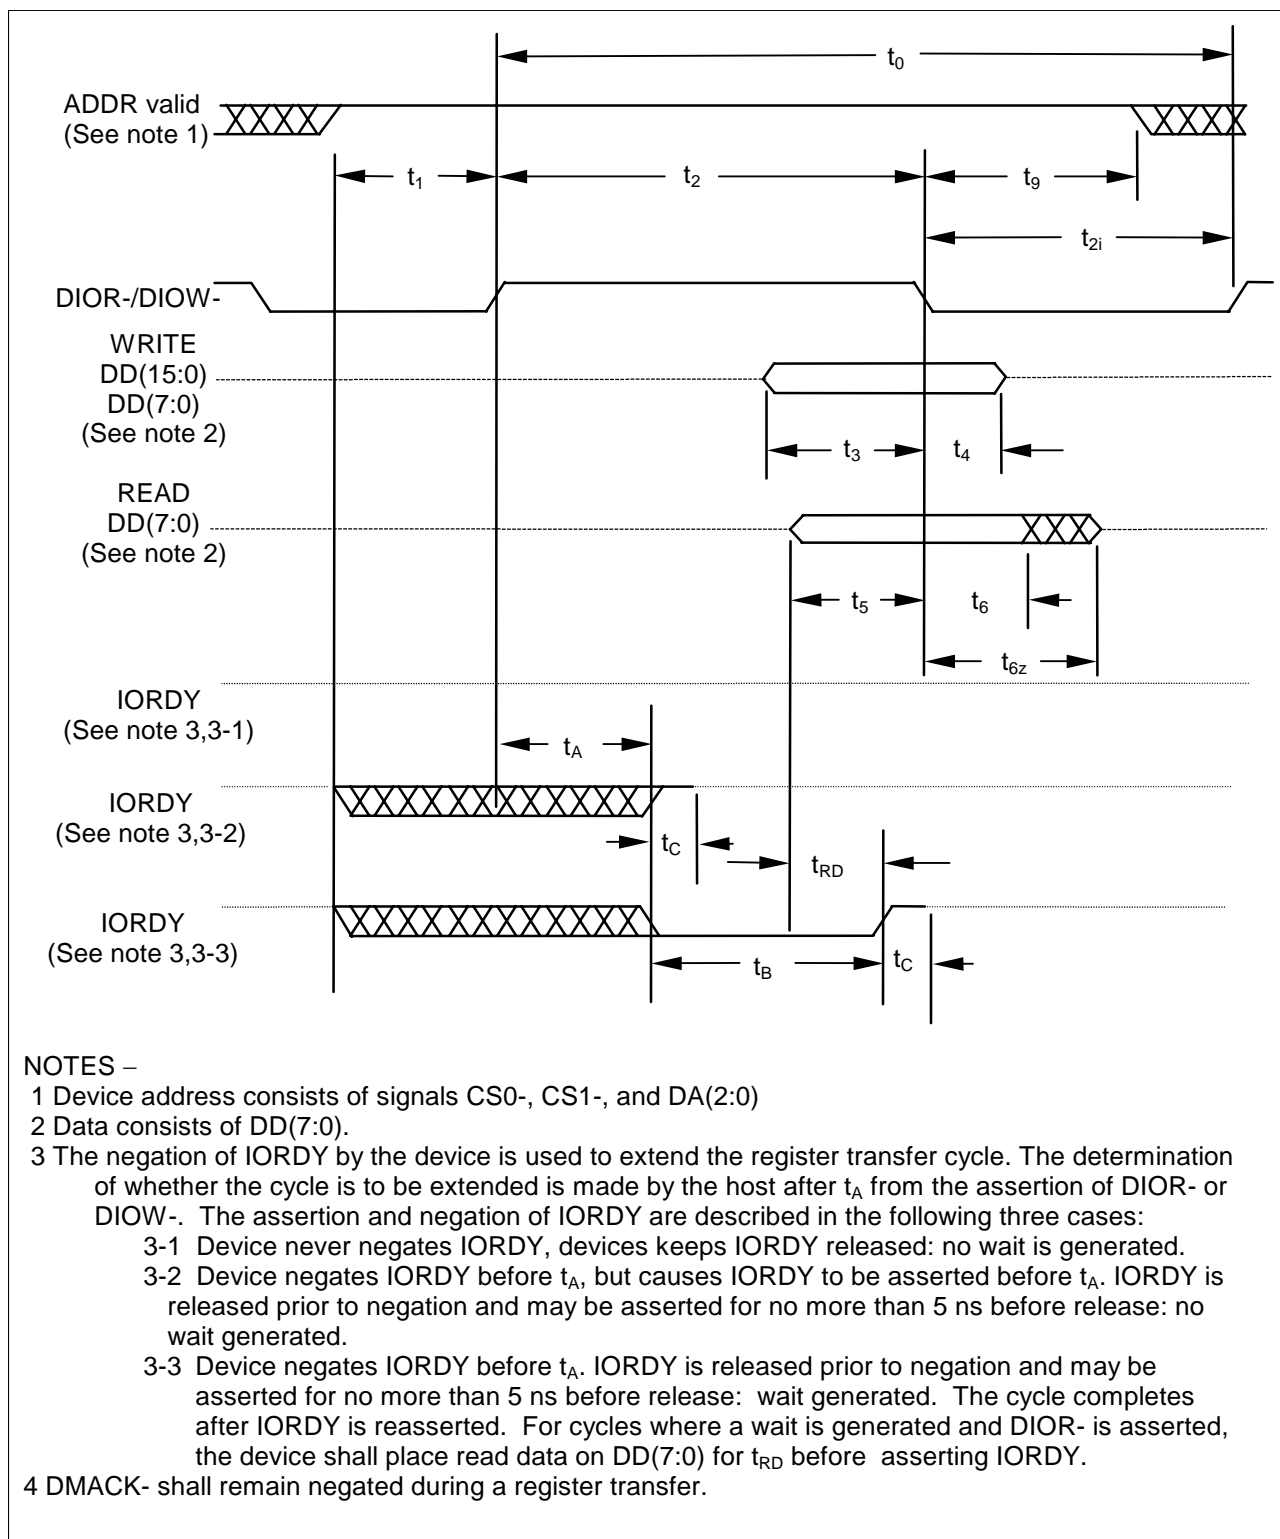 t0
ADDR valid
(See note 1)
t1
t2
t9
t2i
DIOR-/DIOW-
WRITE
DD(15:0)
DD(7:0)
(See note 2)
t3
t4
READ
DD(7:0)
(See note 2)
t5
t6
t6z
IORDY
(See note 3,3-1)
tA
IORDY
(See note 3,3-2)
tC
tRD
IORDY
(See note 3,3-3)
tB
tC
NOTES –
1 Device address consists of signals CS0-, CS1-, and DA(2:0)
2 Data consists of DD(7:0).
3 The negation of IORDY by the device is used to extend the register transfer cycle. The determination
of whether the cycle is to be extended is made by the host after tA from the assertion of DIOR- or
DIOW-. The assertion and negation of IORDY are described in the following three cases:
3-1 Device never negates IORDY, devices keeps IORDY released: no wait is generated.
3-2 Device negates IORDY before tA, but causes IORDY to be asserted before tA. IORDY is
released prior to negation and may be asserted for no more than 5 ns before release: no
wait generated.
3-3 Device negates IORDY before tA. IORDY is released prior to negation and may be
asserted for no more than 5 ns before release: wait generated. The cycle completes
after IORDY is reasserted. For cycles where a wait is generated and DIOR- is asserted,
the device shall place read data on DD(7:0) for tRD before asserting IORDY.
4 DMACK- shall remain negated during a register transfer.